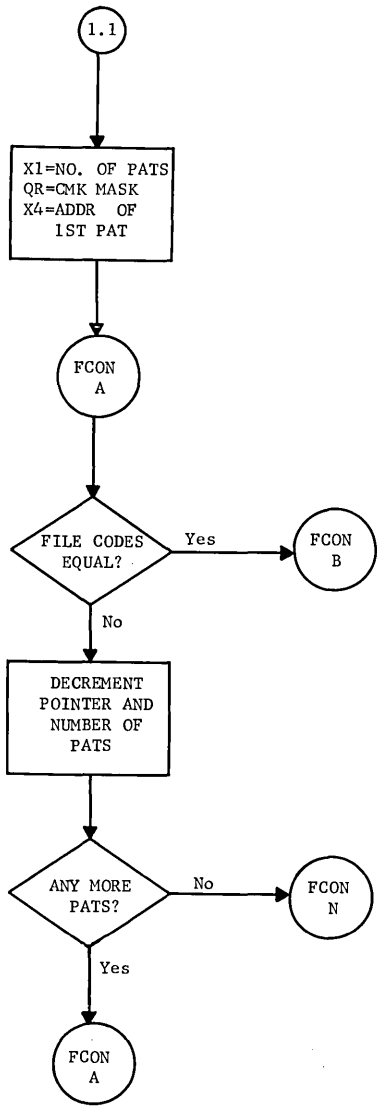 1.1
X1=NO. OF PATS
QR=CMK MASK
X4=ADDR OF
1ST PAT
FCON
A
FILE CODES
EQUAL?
Yes
FCON
B
No
DECREMENT
POINTER AND
NUMBER OF
PATS
ANY MORE
PATS?
No
FCON
N
Yes
FCON
A